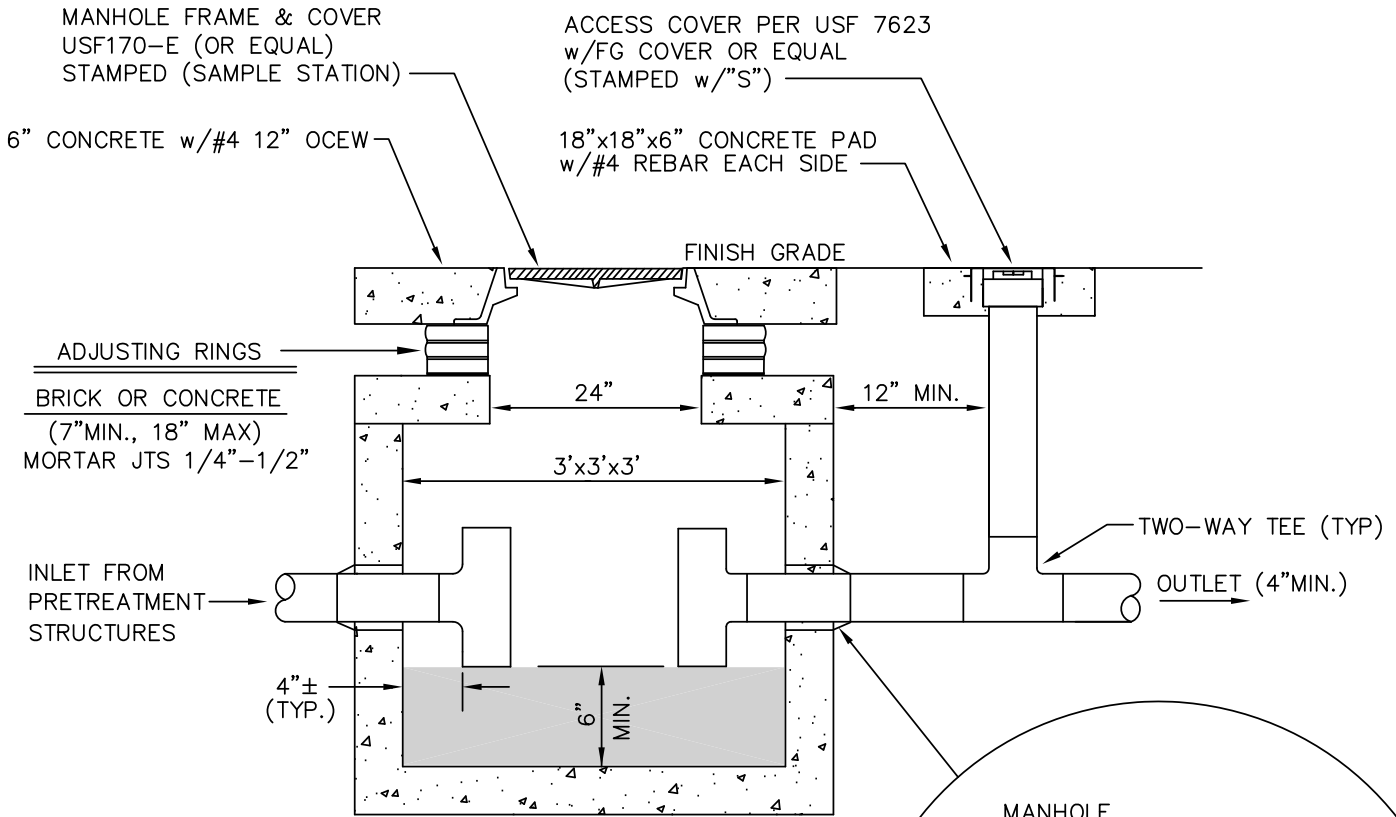 MANHOLE FRAME & COVER
USF170-E (OR EQUAL)
STAMPED (SAMPLE STATION)
ACCESS COVER PER USF 7623
w/FG COVER OR EQUAL
(STAMPED w/"S")
6" CONCRETE w/#4 12" OCEW
18"x18"x6" CONCRETE PAD
w/#4 REBAR EACH SIDE
FINISH GRADE
ADJUSTING RINGS
BRICK OR CONCRETE
(7"MIN., 18" MAX)
MORTAR JTS 1/4"-1/2"
24"
12" MIN.
3'x3'x3'
TWO-WAY TEE (TYP)
INLET FROM
PRETREATMENT
STRUCTURES
OUTLET (4"MIN.)
4"±
(TYP.)
6"
MIN.
MANHOLE